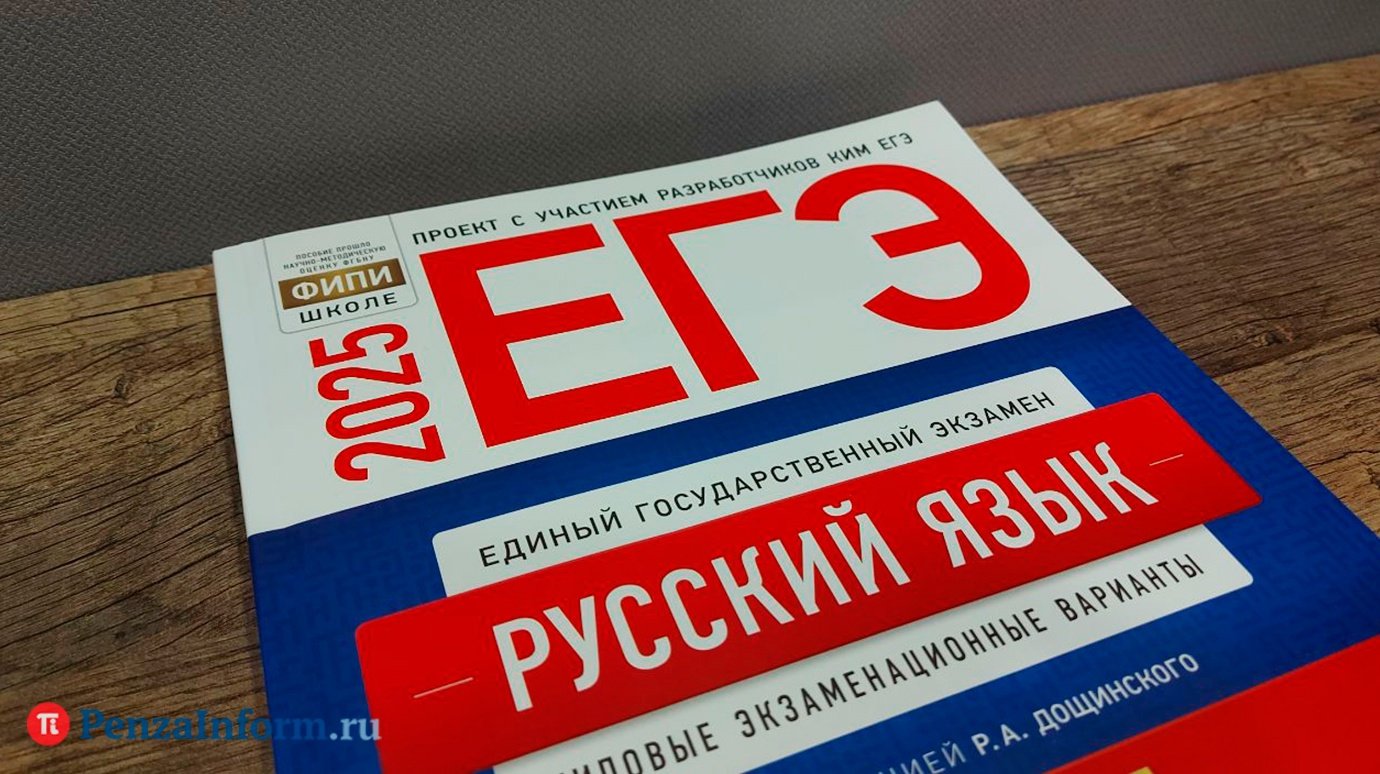 ПРОЕКТ С УЧАСТИЕМ РАЗРАБОТЧИКОВ КИМ ЕГЭ
ПОСОБИЕ ПРОШЛО
НАУЧНО-МЕТОДИЧЕСКУЮ
ОЦЕНКУ ФГБНУ
ФИПИ
ШКОЛЕ
2025
ЕГЭ
ЕДИНЫЙ ГОСУДАРСТВЕННЫЙ ЭКЗАМЕН
РУССКИЙ ЯЗЫК
ЭКЗАМЕНАЦИОННЫЕ ВАРИАНТЫ
Р.А. ДОЩИНСКОГО
PenzaInform.ru